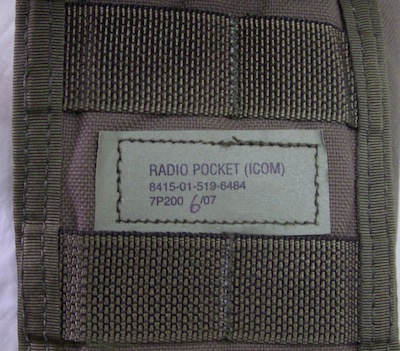 RADIO POCKET (ICOM)
8415-01-519-6484
7P200 6/07